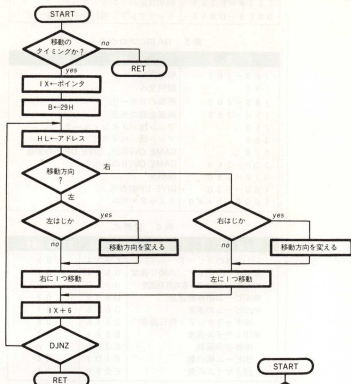 START
移動の
タイミングか?
no
RET
yes
IX←ポインタ
B←29H
HL←アドレス
移動方向
?
右
左
左はじか
yes
no
移動方向を変える
右はじか
yes
no
移動方向を変える
右に1つ移動
左に1つ移動
IX+6
DJNZ
RET
START